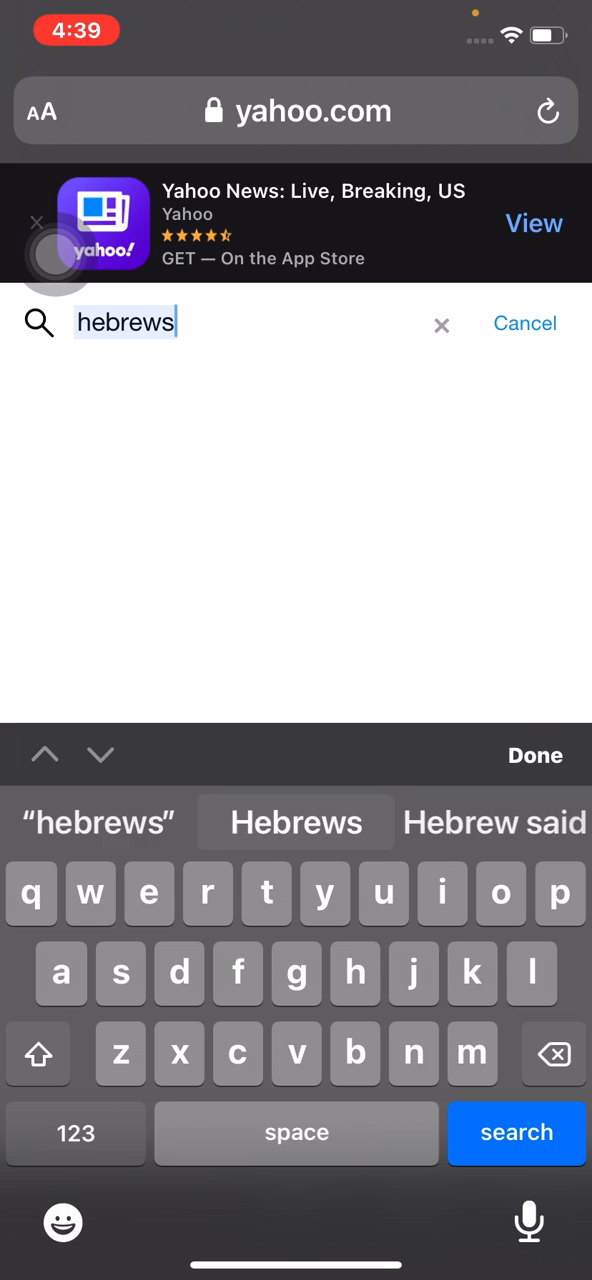 4:39
AA yahoo.com
Yahoo News: Live, Breaking, US
Yahoo
GET — On the App Store
View
yahoo!
hebrews
Cancel
Done
“hebrews” Hebrews Hebrew said
q w e r t y u i o p
a s d f g h j k l
z x c v b n m
123 space search